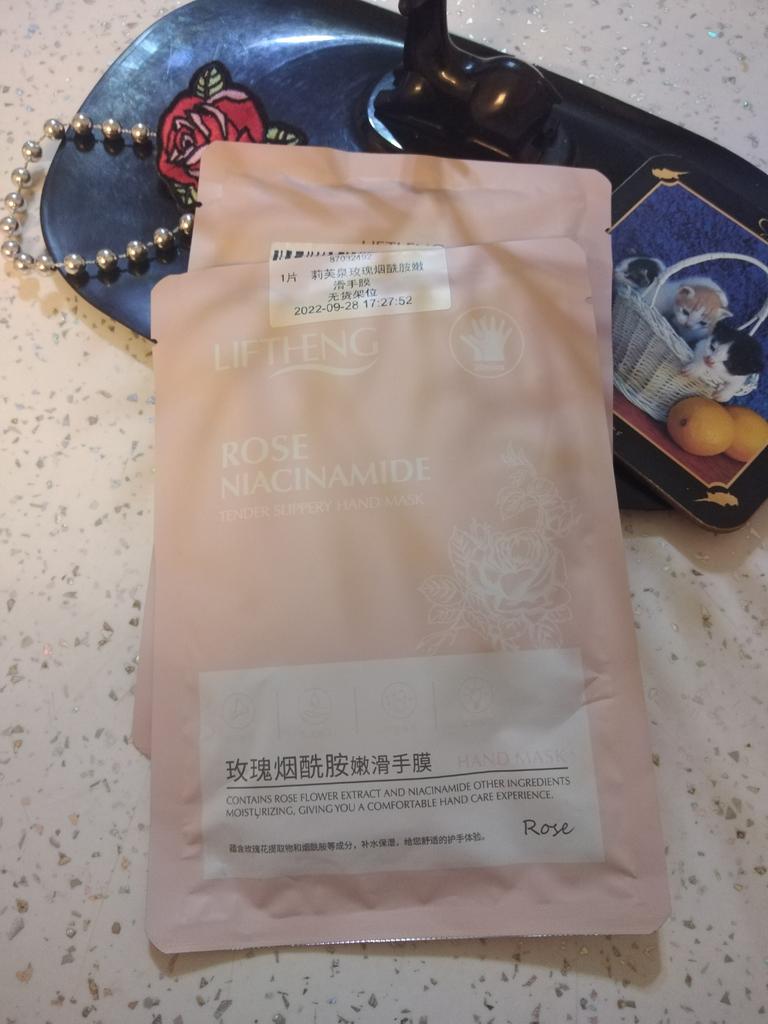 87032492
1片 莉芙泉玫瑰烟酰胺嫩
滑手膜
无货架位
2022-09-28 17:27:52
LIFTHENG
ROSE
NIACINAMIDE
TENDER SLIPPERY HAND MASK
玫瑰烟酰胺嫩滑手膜 HAND MASK
CONTAINS ROSE FLOWER EXTRACT AND NIACINAMIDE OTHER INGREDIENTS
MOISTURIZING, GIVING YOU A COMFORTABLE HAND CARE EXPERIENCE.
蕴含玫瑰花提取物和烟酰胺等成分，补水保湿，给您舒适的护手体验。
Rose